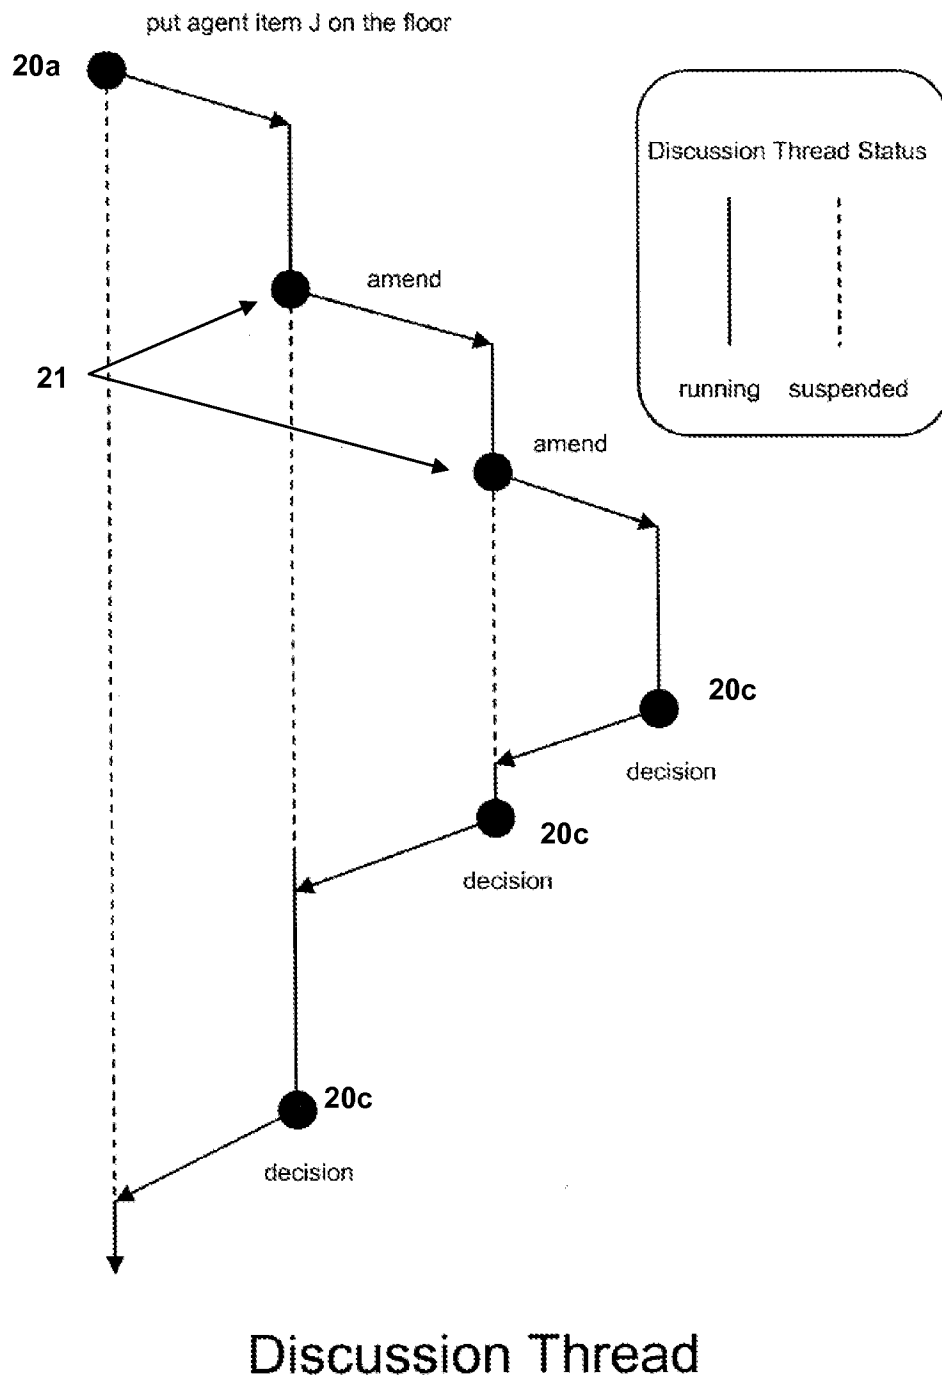 put agent item J on the floor
20a
Discussion Thread Status
amend
21
running suspended
amend
20c
decision
20c
decision
20c
decision
Discussion Thread